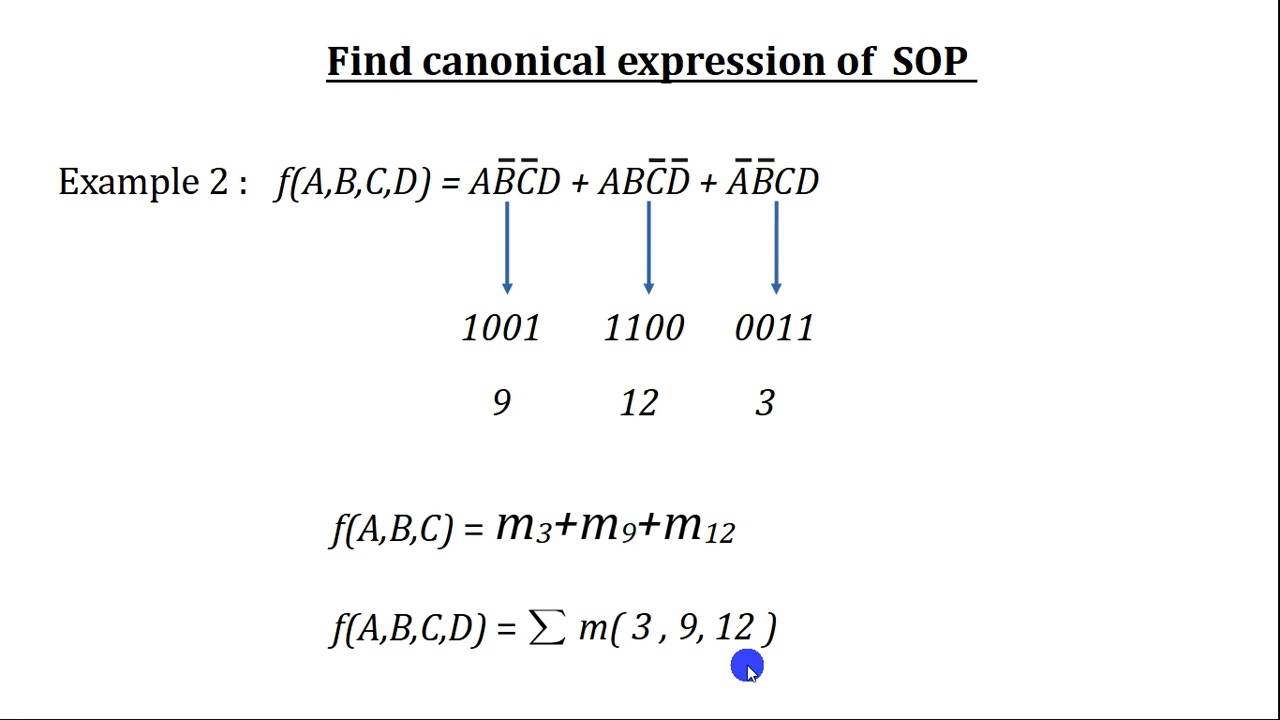 Find canonical expression of SOP
Example 2 : f(A,B,C,D) = AB̅C̅D + ABC̅D̅ + A̅B̅CD
1001 1100 0011
9 12 3
f(A,B,C) = m₃+m₉+m₁₂
f(A,B,C,D) = ∑ m( 3 , 9, 12 )